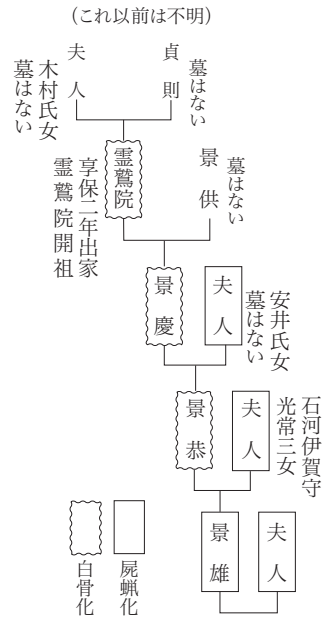 (これ以前は不明)
墓はない
貞則
夫人
木村氏女
墓はない
墓はない
景供
霊鷲院
享保二年出家
霊鷲院開祖
安井氏女
墓はない
夫人
景慶
石河伊賀守
光常三女
夫人
景恭
夫人
景雄
屍蝋化
白骨化